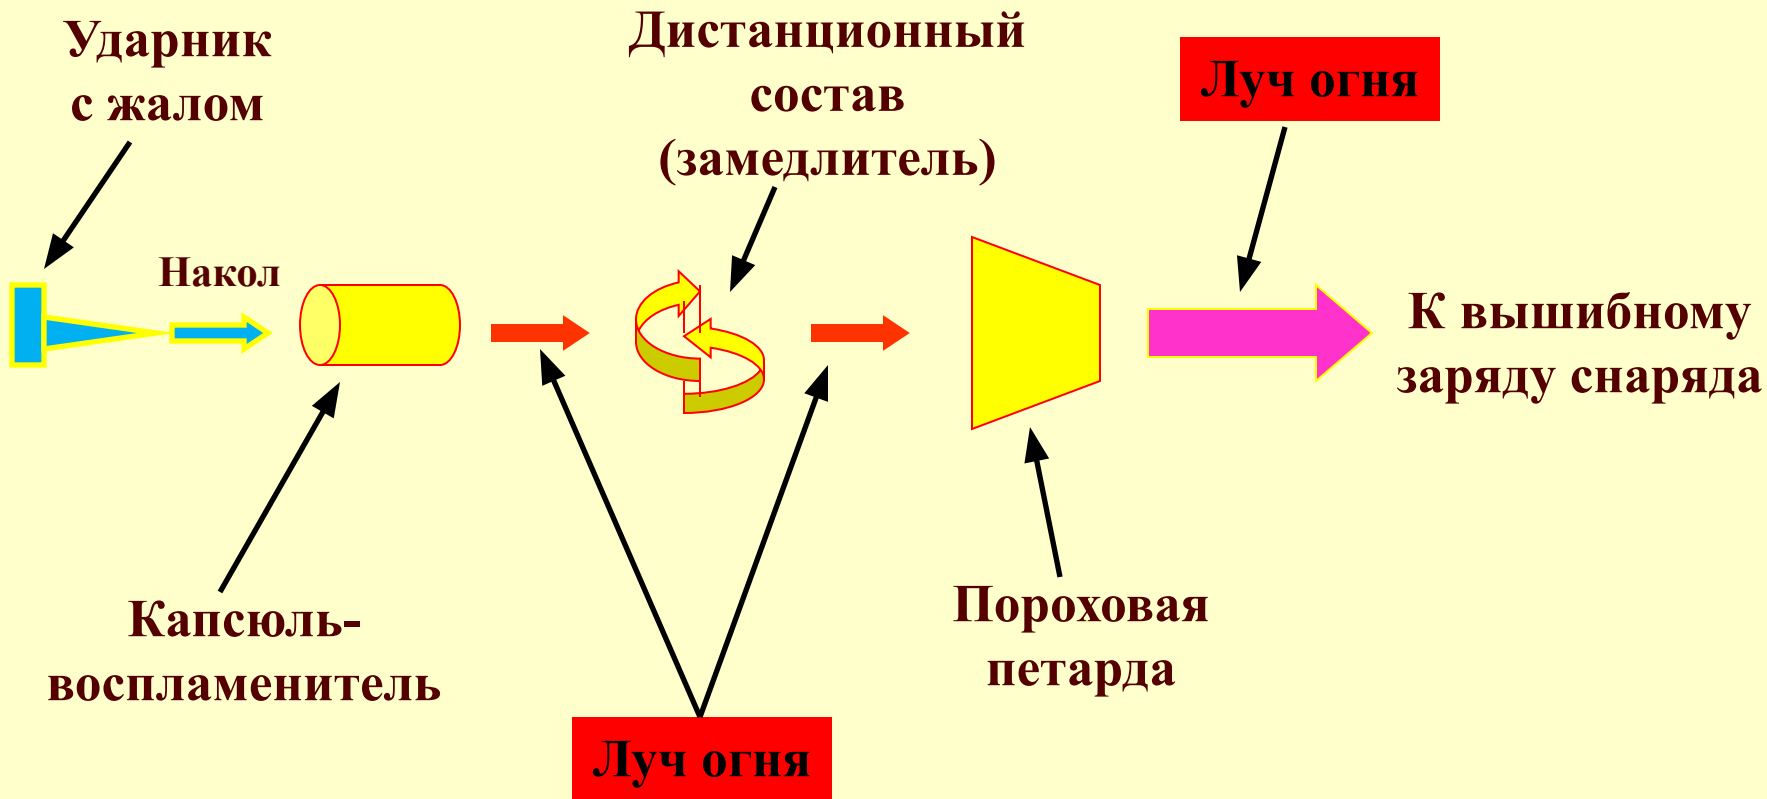 Ударник
с жалом
Дистанционный
состав
(замедлитель)
Луч огня
Накол
К вышибному
заряду снаряда
Капсюль-
воспламенитель
Пороховая
петарда
Луч огня